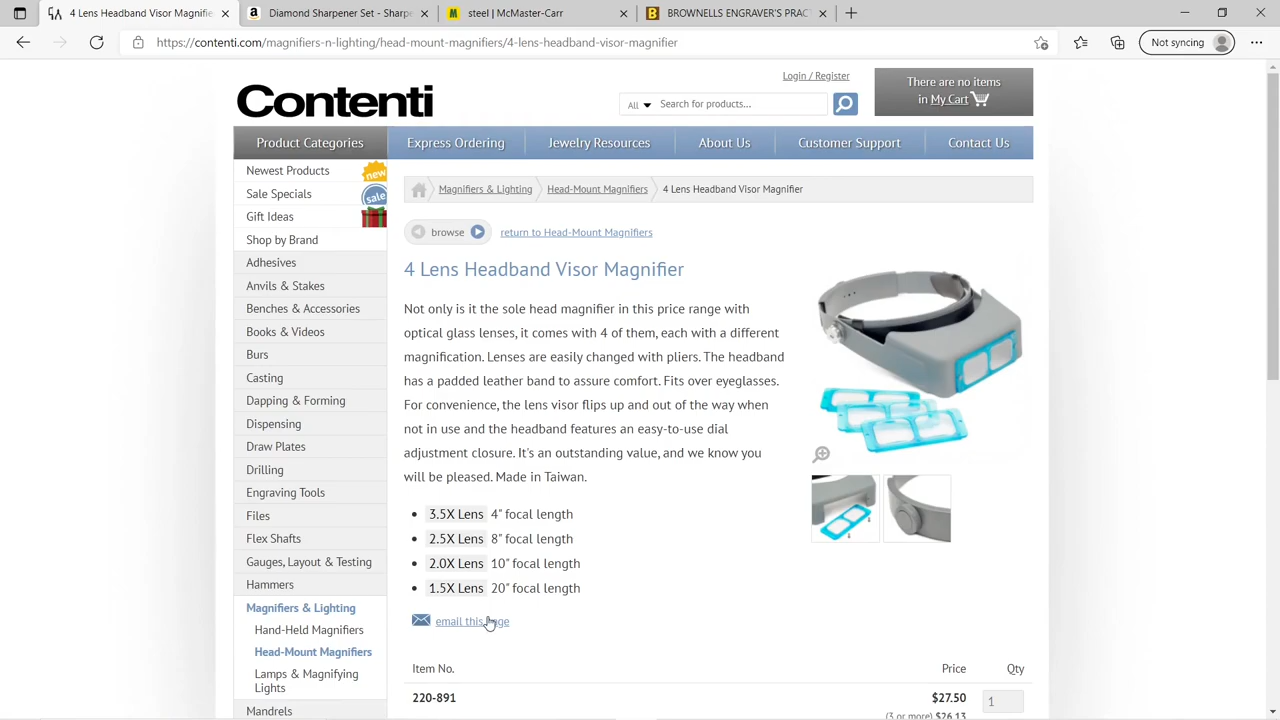 4 Lens Headband Visor Magnifier
Diamond Sharpener Set - Sharpe
steel | McMaster-Carr
BROWNELLS ENGRAVER'S PRAC
https://contenti.com/magnifiers-n-lighting/head-mount-magnifiers/4-lens-headband-visor-magnifier
Not syncing
Contenti
Login / Register
All
Search for products...
There are no items
in My Cart
Product Categories
Express Ordering
Jewelry Resources
About Us
Customer Support
Contact Us
Newest Products
new
Sale Specials
sale
Gift Ideas
Shop by Brand
Adhesives
Anvils & Stakes
Benches & Accessories
Books & Videos
Burs
Casting
Dapping & Forming
Dispensing
Draw Plates
Drilling
Engraving Tools
Files
Flex Shafts
Gauges, Layout & Testing
Hammers
Magnifiers & Lighting
Hand-Held Magnifiers
Head-Mount Magnifiers
Lamps & Magnifying
Lights
Mandrels
Magnifiers & Lighting
Head-Mount Magnifiers
4 Lens Headband Visor Magnifier
browse
return to Head-Mount Magnifiers
4 Lens Headband Visor Magnifier
Not only is it the sole head magnifier in this price range with
optical glass lenses, it comes with 4 of them, each with a different
magnification. Lenses are easily changed with pliers. The headband
has a padded leather band to assure comfort. Fits over eyeglasses.
For convenience, the lens visor flips up and out of the way when
not in use and the headband features an easy-to-use dial
adjustment closure. It's an outstanding value, and we know you
will be pleased. Made in Taiwan.
3.5X Lens 4" focal length
2.5X Lens 8" focal length
2.0X Lens 10" focal length
1.5X Lens 20" focal length
email this page
Item No.
Price
Qty
220-891
$27.50
1
(3 or more) $26.13